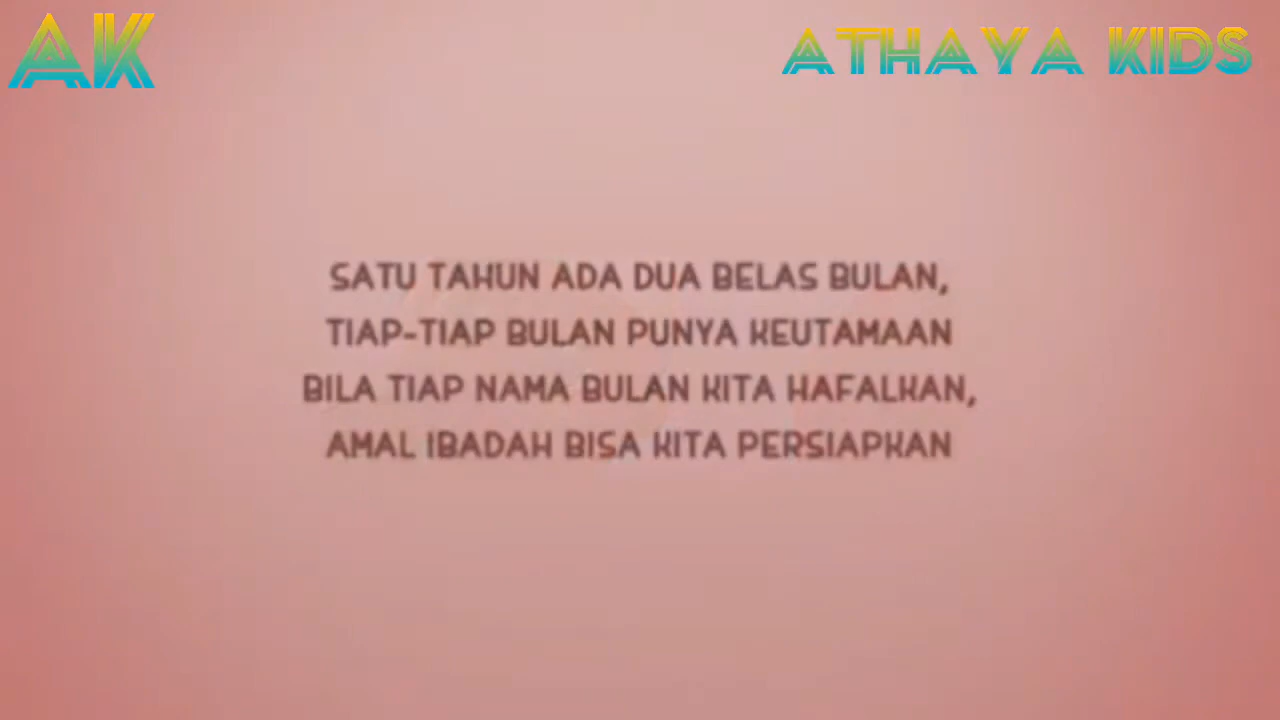 AK
ATHAYA KIDS
SATU TAHUN ADA DUA BELAS BULAN,
TIAP-TIAP BULAN PUNYA KEUTAMAAN
BILA TIAP NAMA BULAN KITA HAFALKAN,
AMAL IBADAH BISA KITA PERSIAPKAN